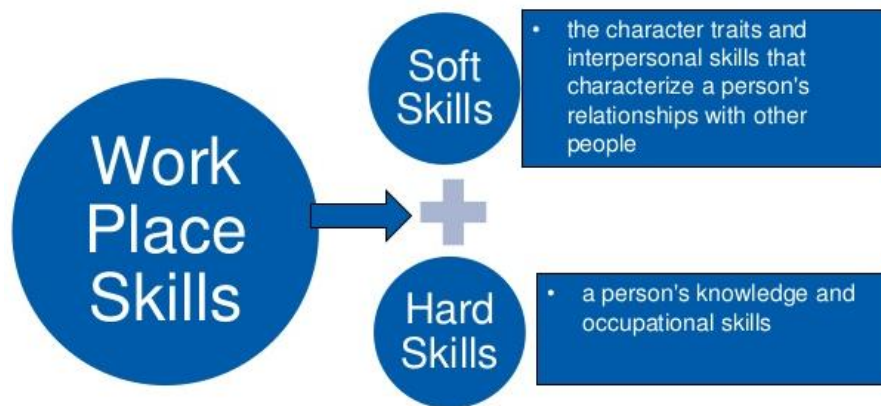 Work
Place
Skills
Soft
Skills
• the character traits and
interpersonal skills that
characterize a person's
relationships with other
people
Hard
Skills
• a person's knowledge and
occupational skills